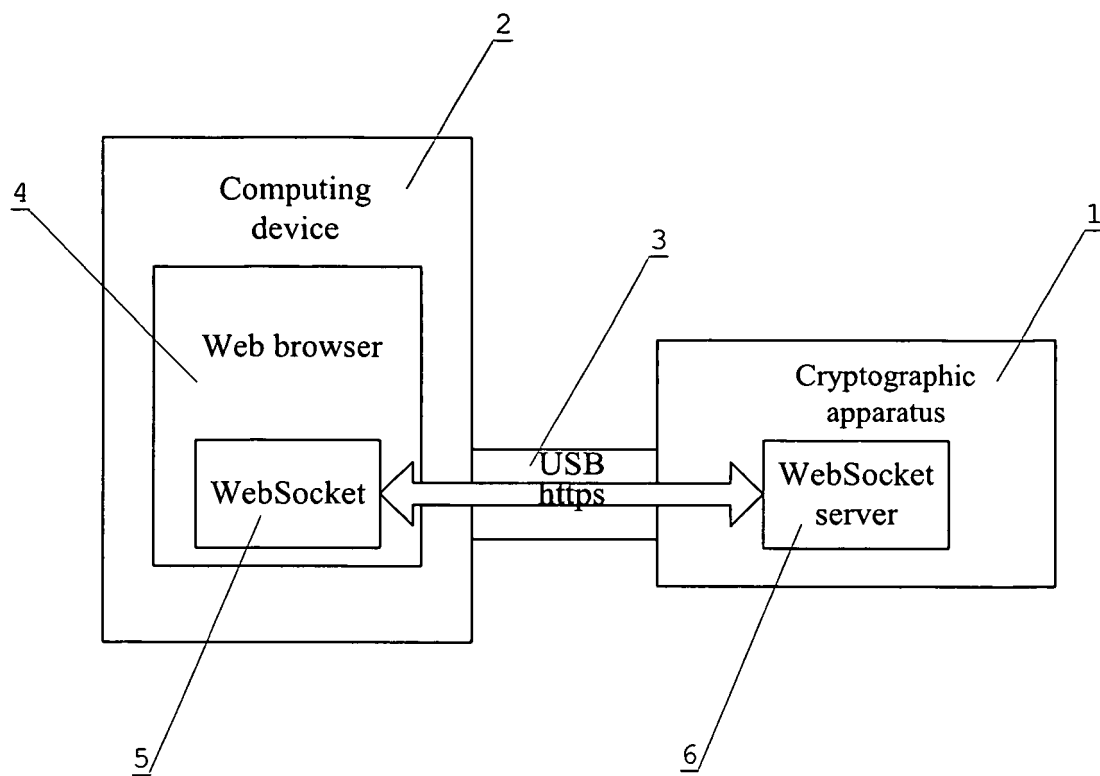 2
Computing
device
4
1
3
Web browser
Cryptographic
apparatus
USB
https
WebSocket
WebSocket
server
5
6